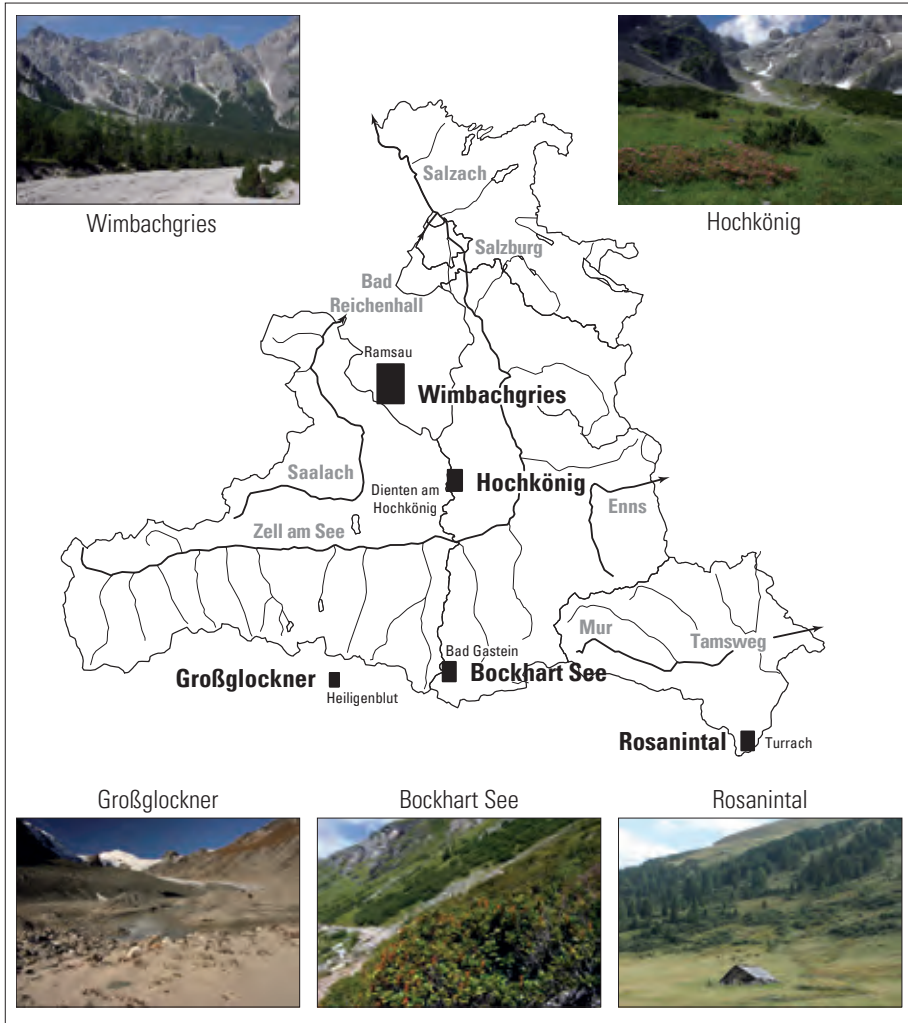 Wimbachgries
Hochkönig
Salzach
Salzburg
Bad
Reichenhall
Ramsau
Wimbachgries
Saalach
Dienten am
Hochkönig
Hochkönig
Enns
Zell am See
Mur
Tamsweg
Bad Gastein
Großglockner
Bockhart See
Heiligenblut
Rosanintal
Turrach
Großglockner
Bockhart See
Rosanintal